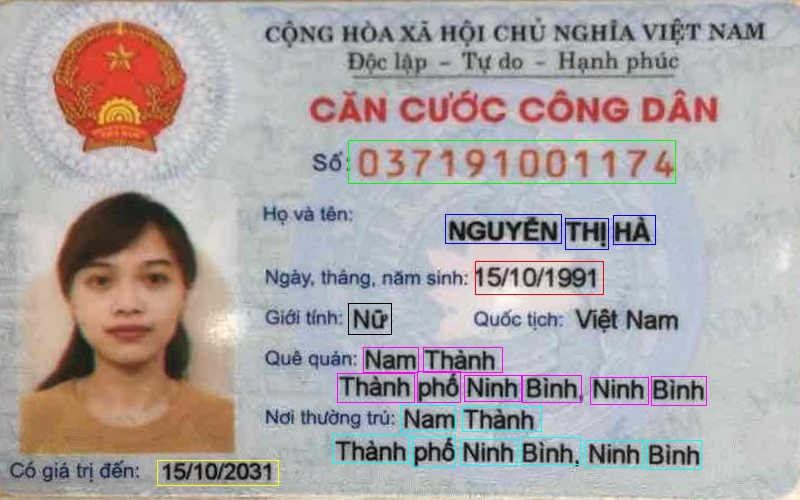 CỘNG HÒA XÃ HỘI CHỦ NGHĨA VIỆT NAM
Độc lập - Tự do - Hạnh phúc
CĂN CƯỚC CÔNG DÂN
Số: 037191001174
Họ và tên:
NGUYỄN THỊ HÀ
Ngày, tháng, năm sinh: 15/10/1991
Giới tính: Nữ Quốc tịch: Việt Nam
Quê quán: Nam Thành
Thành phố Ninh Bình, Ninh Bình
Nơi thường trú: Nam Thành
Thành phố Ninh Bình, Ninh Bình
Có giá trị đến: 15/10/2031